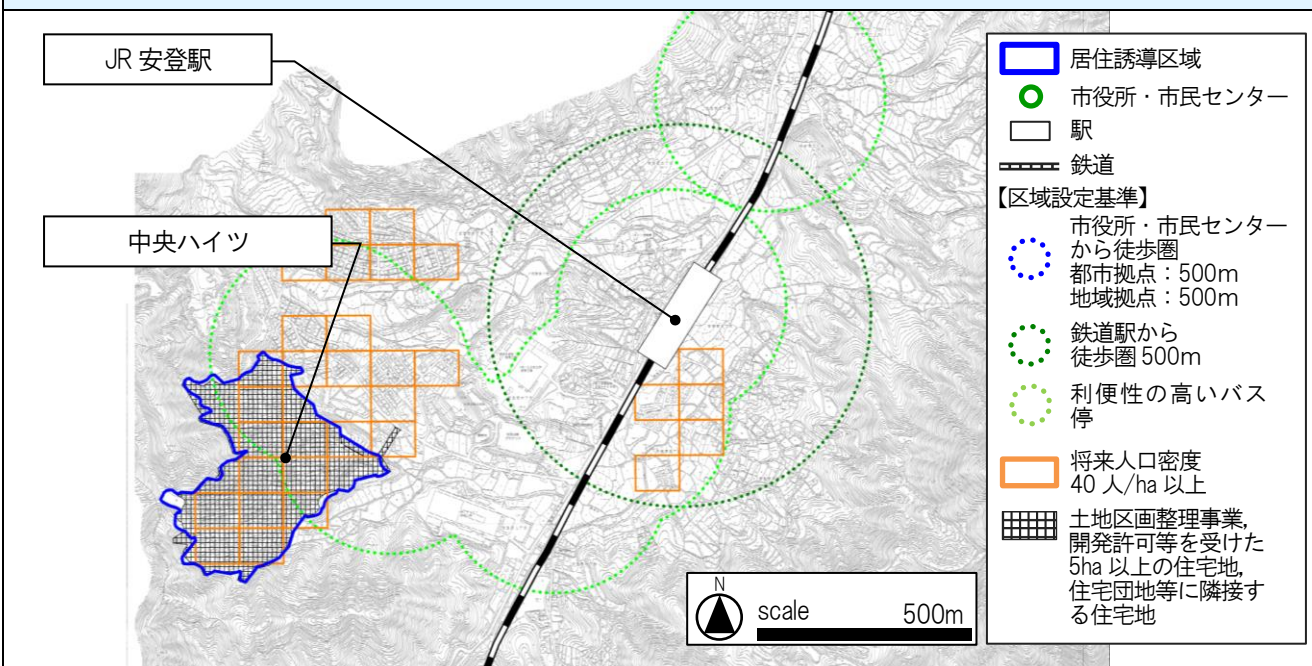 JR 安登駅
中央ハイツ
居住誘導区域
市役所・市民センター
駅
鉄道
【区域設定基準】
市役所・市民センター
から徒歩圏
都市拠点：500m
地域拠点：500m
鉄道駅から
徒歩圏 500m
利便性の高いバス
停
将来人口密度
40 人/ha 以上
土地区画整理事業，
開発許可等を受けた
5ha 以上の住宅地，
住宅団地等に隣接す
る住宅地
N
scale 500m